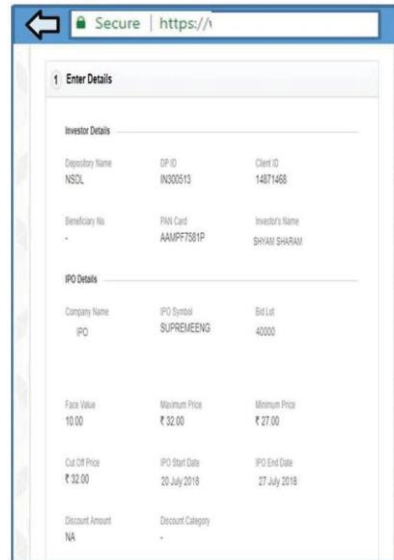 Secure | https://
1 Enter Details
Investor Details
Depository Name DP ID Client ID
NSDL IN300513 14871468
Beneficiary No. PAN Card Investor's Name
- AAMPF7581P SHYAM SHARAM
IPO Details
Company Name IPO Symbol Bid Lot
IPO SUPREMEENG 40000
Face Value Maximum Price Minimum Price
10.00 ₹ 32.00 ₹ 27.00
Cut Off Price IPO Start Date IPO End Date
₹ 32.00 20 July 2018 27 July 2018
Discount Amount Discount Category
NA -